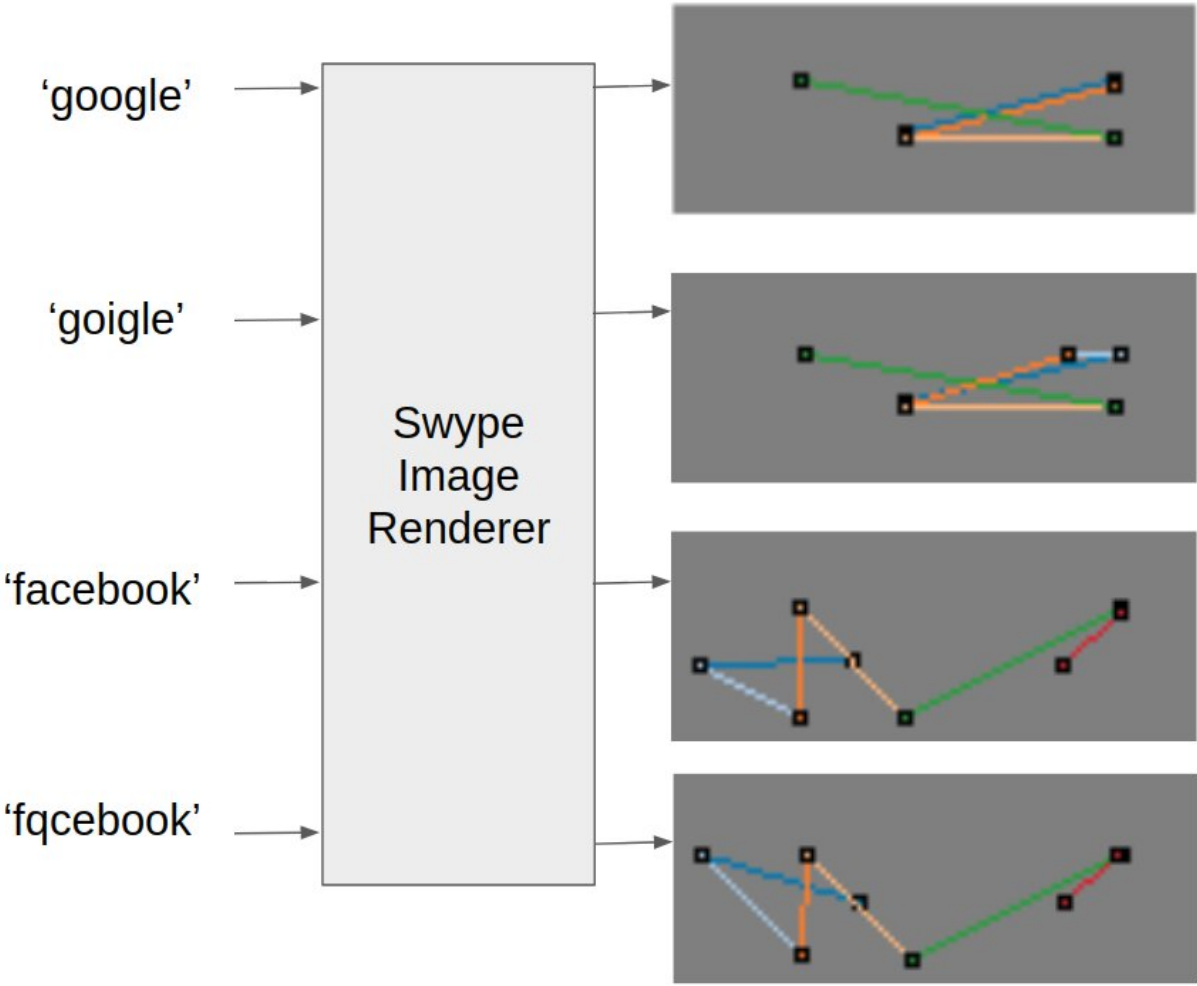 ‘google’
‘goigle’
Swype
Image
Renderer
‘facebook’
‘fqcebook’